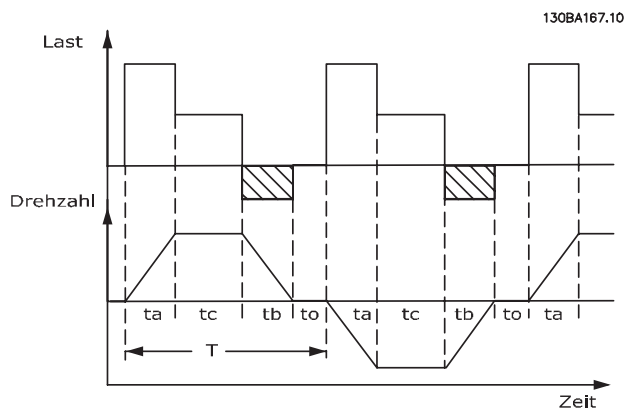 130BA167.10
Last
Drehzahl
ta tc tb to ta tc tb to ta
T
Zeit